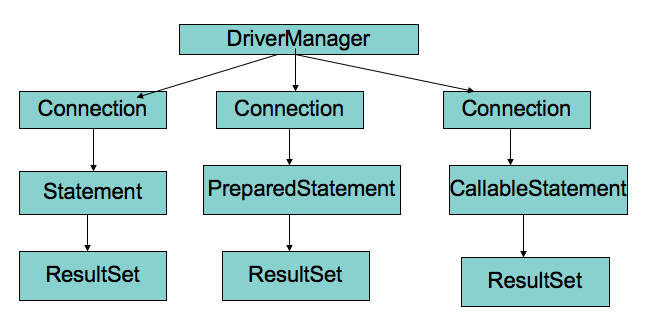 DriverManager
Connection
Connection
Connection
Statement
PreparedStatement
CallableStatement
ResultSet
ResultSet
ResultSet